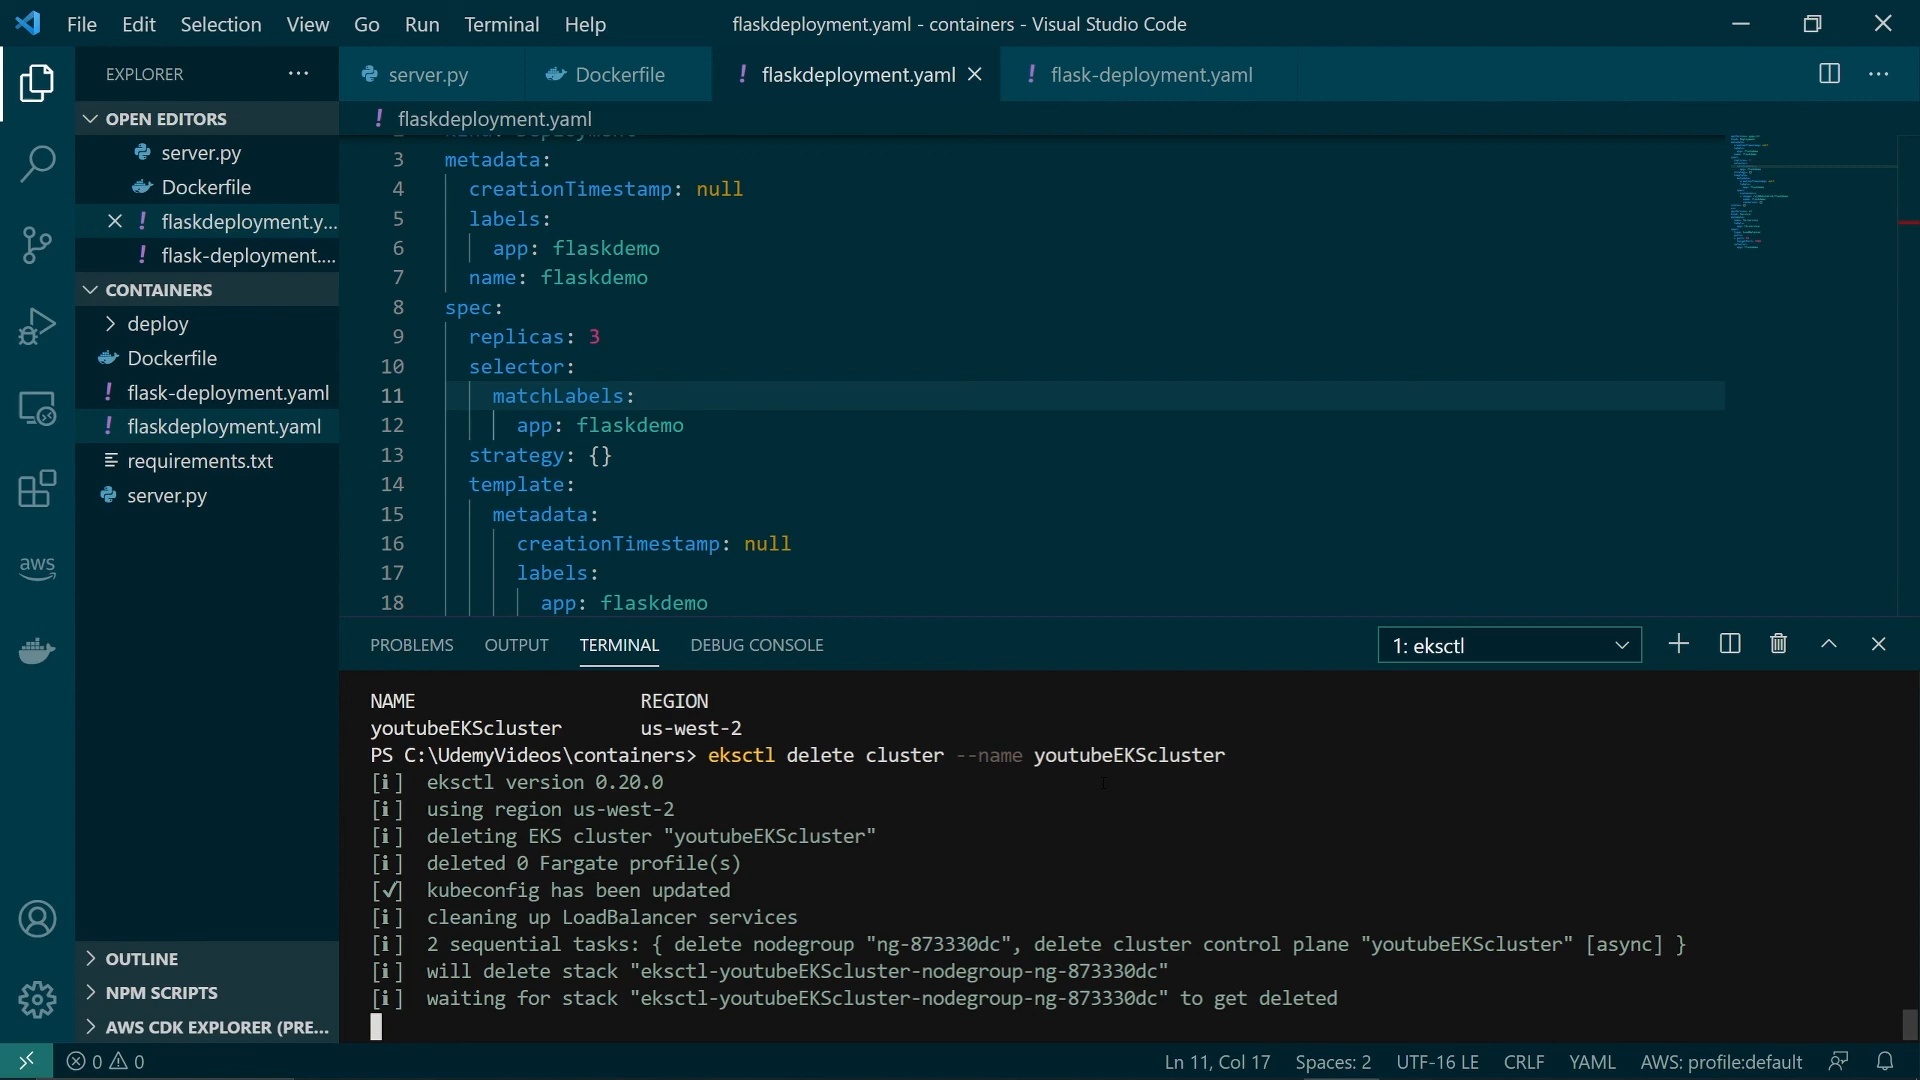 File Edit Selection View Go Run Terminal Help flaskdeployment.yaml - containers - Visual Studio Code
EXPLORER
server.py Dockerfile ! flaskdeployment.yaml ! flask-deployment.yaml
OPEN EDITORS
server.py
Dockerfile
! flaskdeployment.y...
! flask-deployment....
CONTAINERS
deploy
Dockerfile
! flask-deployment.yaml
! flaskdeployment.yaml
requirements.txt
server.py
aws
OUTLINE
NPM SCRIPTS
AWS CDK EXPLORER (PRE...
! flaskdeployment.yaml
2 kind: Deployment
3 metadata:
4 creationTimestamp: null
5 labels:
6 app: flaskdemo
7 name: flaskdemo
8 spec:
9 replicas: 3
10 selector:
11 matchLabels:
12 app: flaskdemo
13 strategy: {}
14 template:
15 metadata:
16 creationTimestamp: null
17 labels:
18 app: flaskdemo
PROBLEMS OUTPUT TERMINAL DEBUG CONSOLE 1: eksctl
NAME REGION
youtubeEKScluster us-west-2
PS C:\UdemyVideos\containers> eksctl delete cluster --name youtubeEKScluster
[i] eksctl version 0.20.0
[i] using region us-west-2
[i] deleting EKS cluster "youtubeEKScluster"
[i] deleted 0 Fargate profile(s)
[✓] kubeconfig has been updated
[i] cleaning up LoadBalancer services
[i] 2 sequential tasks: { delete nodegroup "ng-873330dc", delete cluster control plane "youtubeEKScluster" [async] }
[i] will delete stack "eksctl-youtubeEKScluster-nodegroup-ng-873330dc"
[i] waiting for stack "eksctl-youtubeEKScluster-nodegroup-ng-873330dc" to get deleted
0 0 Ln 11, Col 17 Spaces: 2 UTF-16 LE CRLF YAML AWS: profile:default